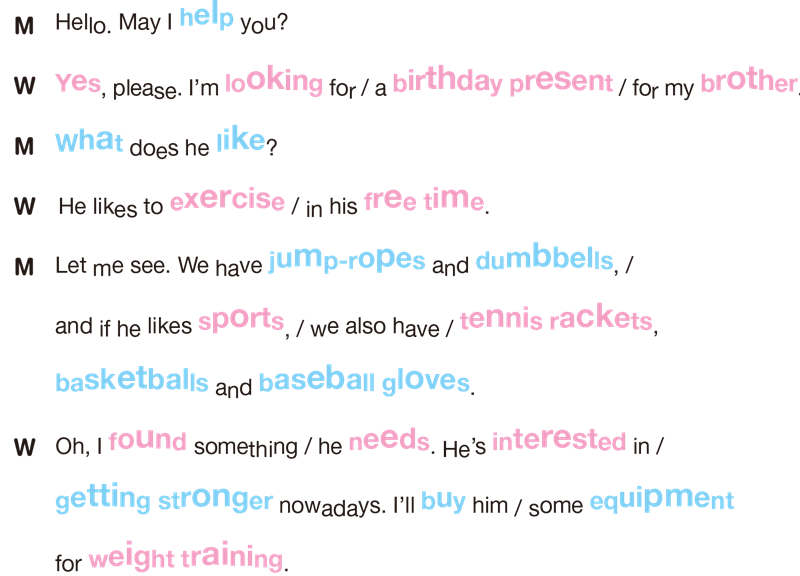 M Hello. May I help you?
W Yes, please. I'm looking for / a birthday present / for my brother.
M What does he like?
W He likes to exercise / in his free time.
M Let me see. We have jump-ropes and dumbbells, /
and if he likes sports, / we also have / tennis rackets,
basketballs and baseball gloves.
W Oh, I found something / he needs. He's interested in /
getting stronger nowadays. I'll buy him / some equipment
for weight training.